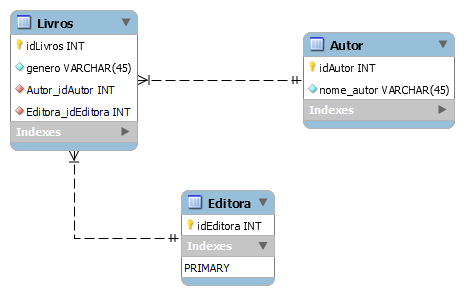 Livros
idLivros INT
genero VARCHAR(45)
Autor_idAutor INT
Editora_idEditora INT
Indexes
Autor
idAutor INT
nome_autor VARCHAR(45)
Indexes
Editora
idEditora INT
Indexes
PRIMARY